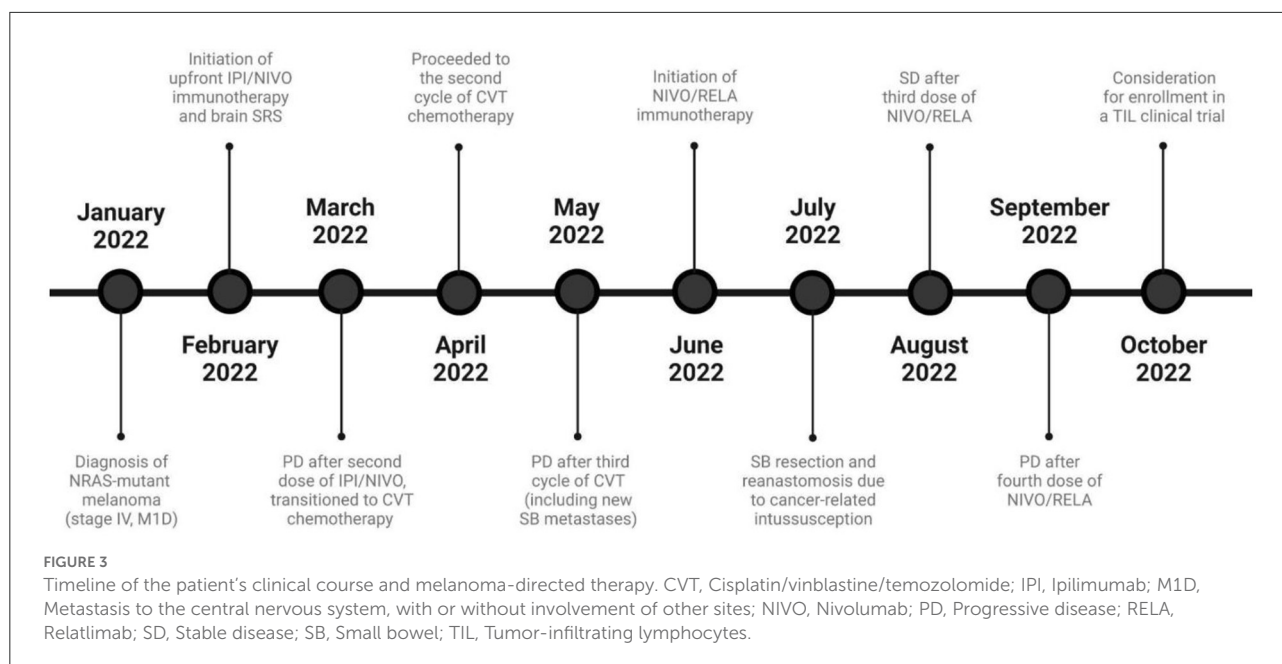 Initiation of
upfront IPI/NIVO
immunotherapy
and brain SRS
Proceeded to
the second
cycle of CVT
chemotherapy
Initiation of
NIVO/RELA
immunotherapy
SD after
third dose of
NIVO/RELA
Consideration
for enrollment in
a TIL clinical trial
January
2022
March
2022
May
2022
July
2022
September
2022
February
2022
April
2022
June
2022
August
2022
October
2022
Diagnosis of
NRAS-mutant
melanoma
(stage IV, M1D)
PD after second
dose of IPI/NIVO,
transitioned to CVT
chemotherapy
PD after third
cycle of CVT
(including new
SB metastases)
SB resection and
reanastomosis due
to cancer-related
intussusception
PD after
fourth dose of
NIVO/RELA
FIGURE 3
Timeline of the patient's clinical course and melanoma-directed therapy. CVT, Cisplatin/vinblastine/temozolomide; IPI, Ipilimumab; M1D,
Metastasis to the central nervous system, with or without involvement of other sites; NIVO, Nivolumab; PD, Progressive disease; RELA,
Relatlimab; SD, Stable disease; SB, Small bowel; TIL, Tumor-infiltrating lymphocytes.